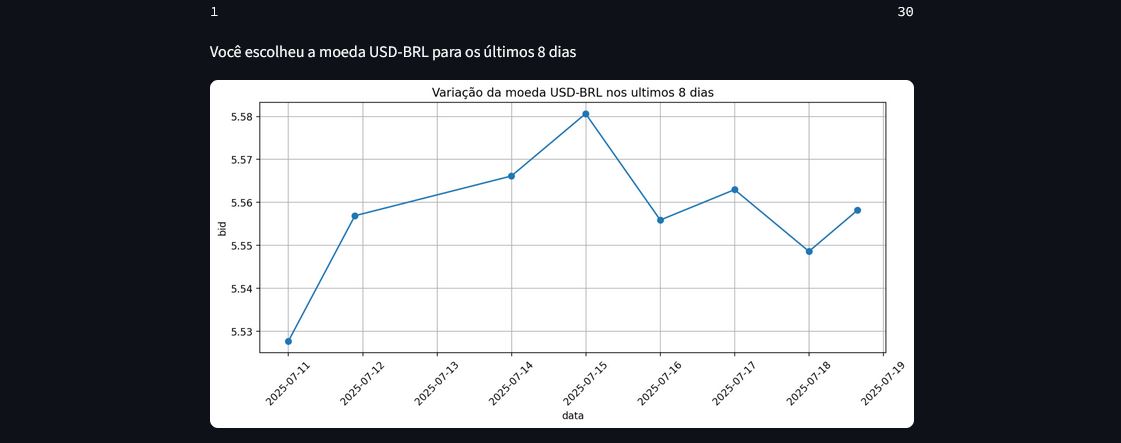 1 30
Você escolheu a moeda USD-BRL para os últimos 8 dias
Variação da moeda USD-BRL nos ultimos 8 dias
5.58
5.57
5.56
5.55
5.54
5.53
bid
2025-07-11 2025-07-12 2025-07-13 2025-07-14 2025-07-15 2025-07-16 2025-07-17 2025-07-18 2025-07-19
data